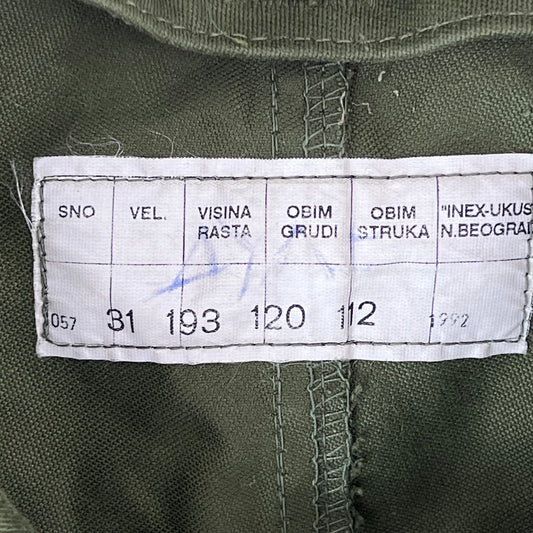 SNO VEL. VISINA RASTA OBIM GRUDI OBIM STRUKA "INEX-UKUS N.BEOGRAD
057 31 193 120 112 1992